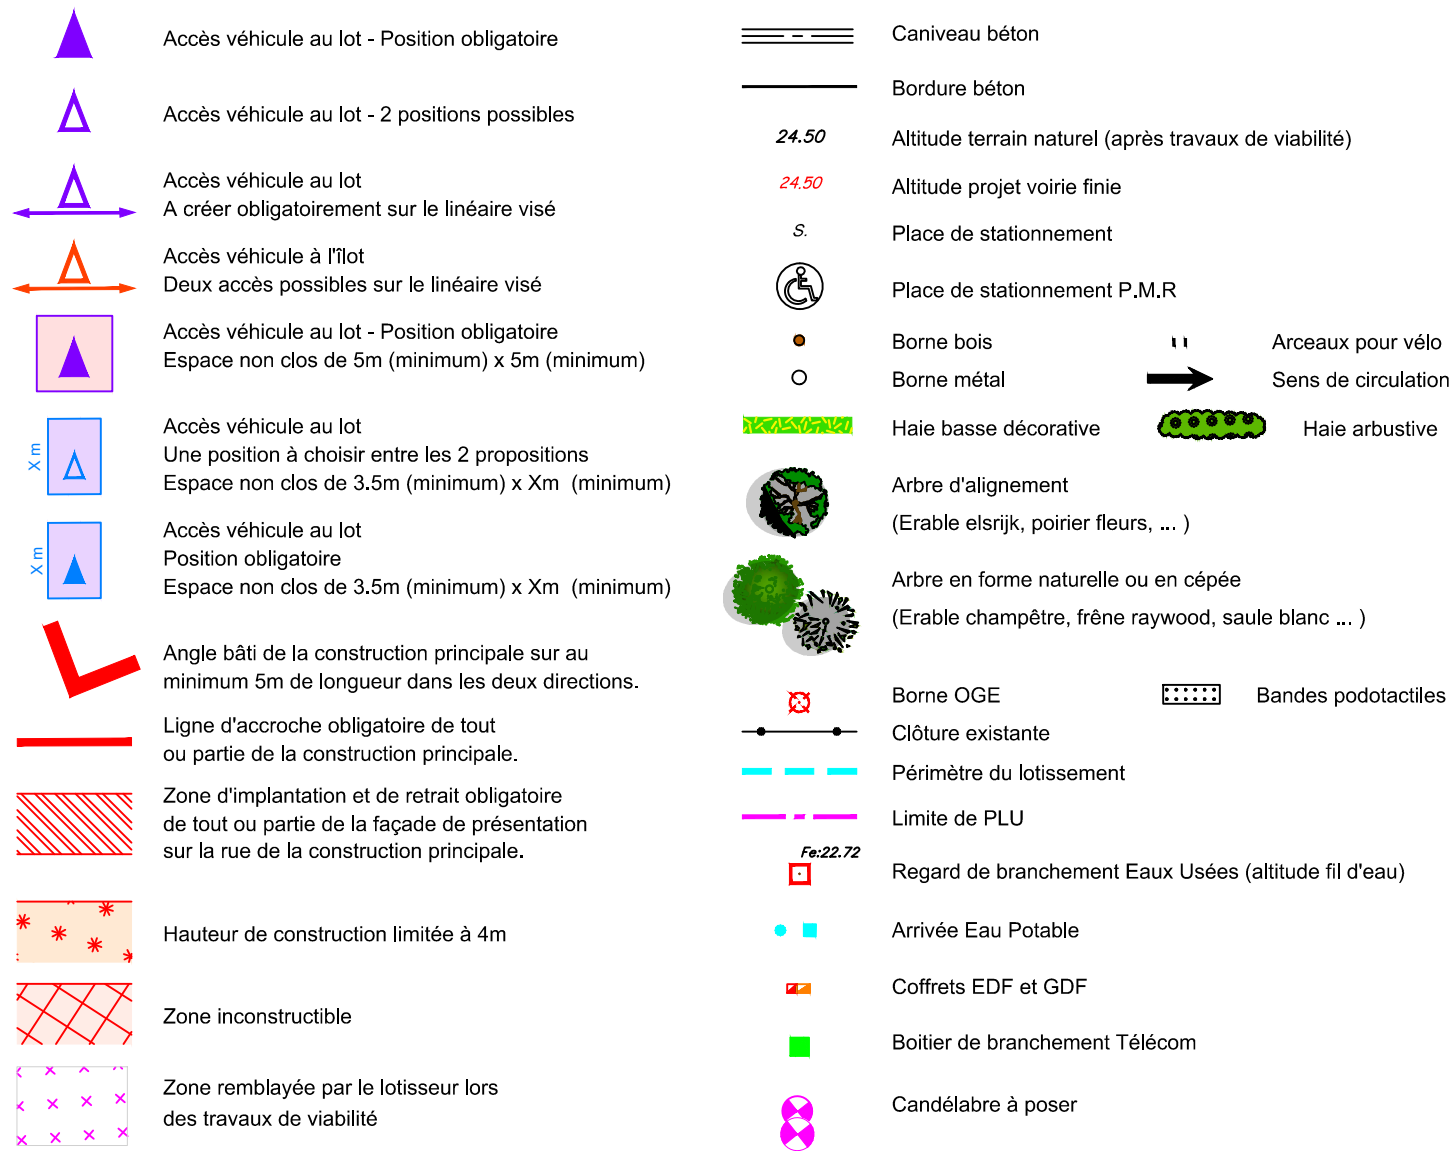 Accès véhicule au lot - Position obligatoire
Accès véhicule au lot - 2 positions possibles
Accès véhicule au lot
A créer obligatoirement sur le linéaire visé
Accès véhicule à l'îlot
Deux accès possibles sur le linéaire visé
Accès véhicule au lot - Position obligatoire
Espace non clos de 5m (minimum) x 5m (minimum)
X m
Accès véhicule au lot
Une position à choisir entre les 2 propositions
Espace non clos de 3.5m (minimum) x Xm (minimum)
X m
Accès véhicule au lot
Position obligatoire
Espace non clos de 3.5m (minimum) x Xm (minimum)
Angle bâti de la construction principale sur au
minimum 5m de longueur dans les deux directions.
Ligne d'accroche obligatoire de tout
ou partie de la construction principale.
Zone d'implantation et de retrait obligatoire
de tout ou partie de la façade de présentation
sur la rue de la construction principale.
Hauteur de construction limitée à 4m
Zone inconstructible
Zone remblayée par le lotisseur lors
des travaux de viabilité
Caniveau béton
Bordure béton
24.50 Altitude terrain naturel (après travaux de viabilité)
24.50 Altitude projet voirie finie
S. Place de stationnement
Place de stationnement P.M.R
Borne bois Arceaux pour vélo
Borne métal Sens de circulation
Haie basse décorative Haie arbustive
Arbre d'alignement
(Erable elsrijk, poirier fleurs, ... )
Arbre en forme naturelle ou en cépée
(Erable champêtre, frêne raywood, saule blanc ... )
Borne OGE Bandes podotactiles
Clôture existante
Périmètre du lotissement
Limite de PLU
Fe:22.72
Regard de branchement Eaux Usées (altitude fil d'eau)
Arrivée Eau Potable
Coffrets EDF et GDF
Boitier de branchement Télécom
Candélabre à poser